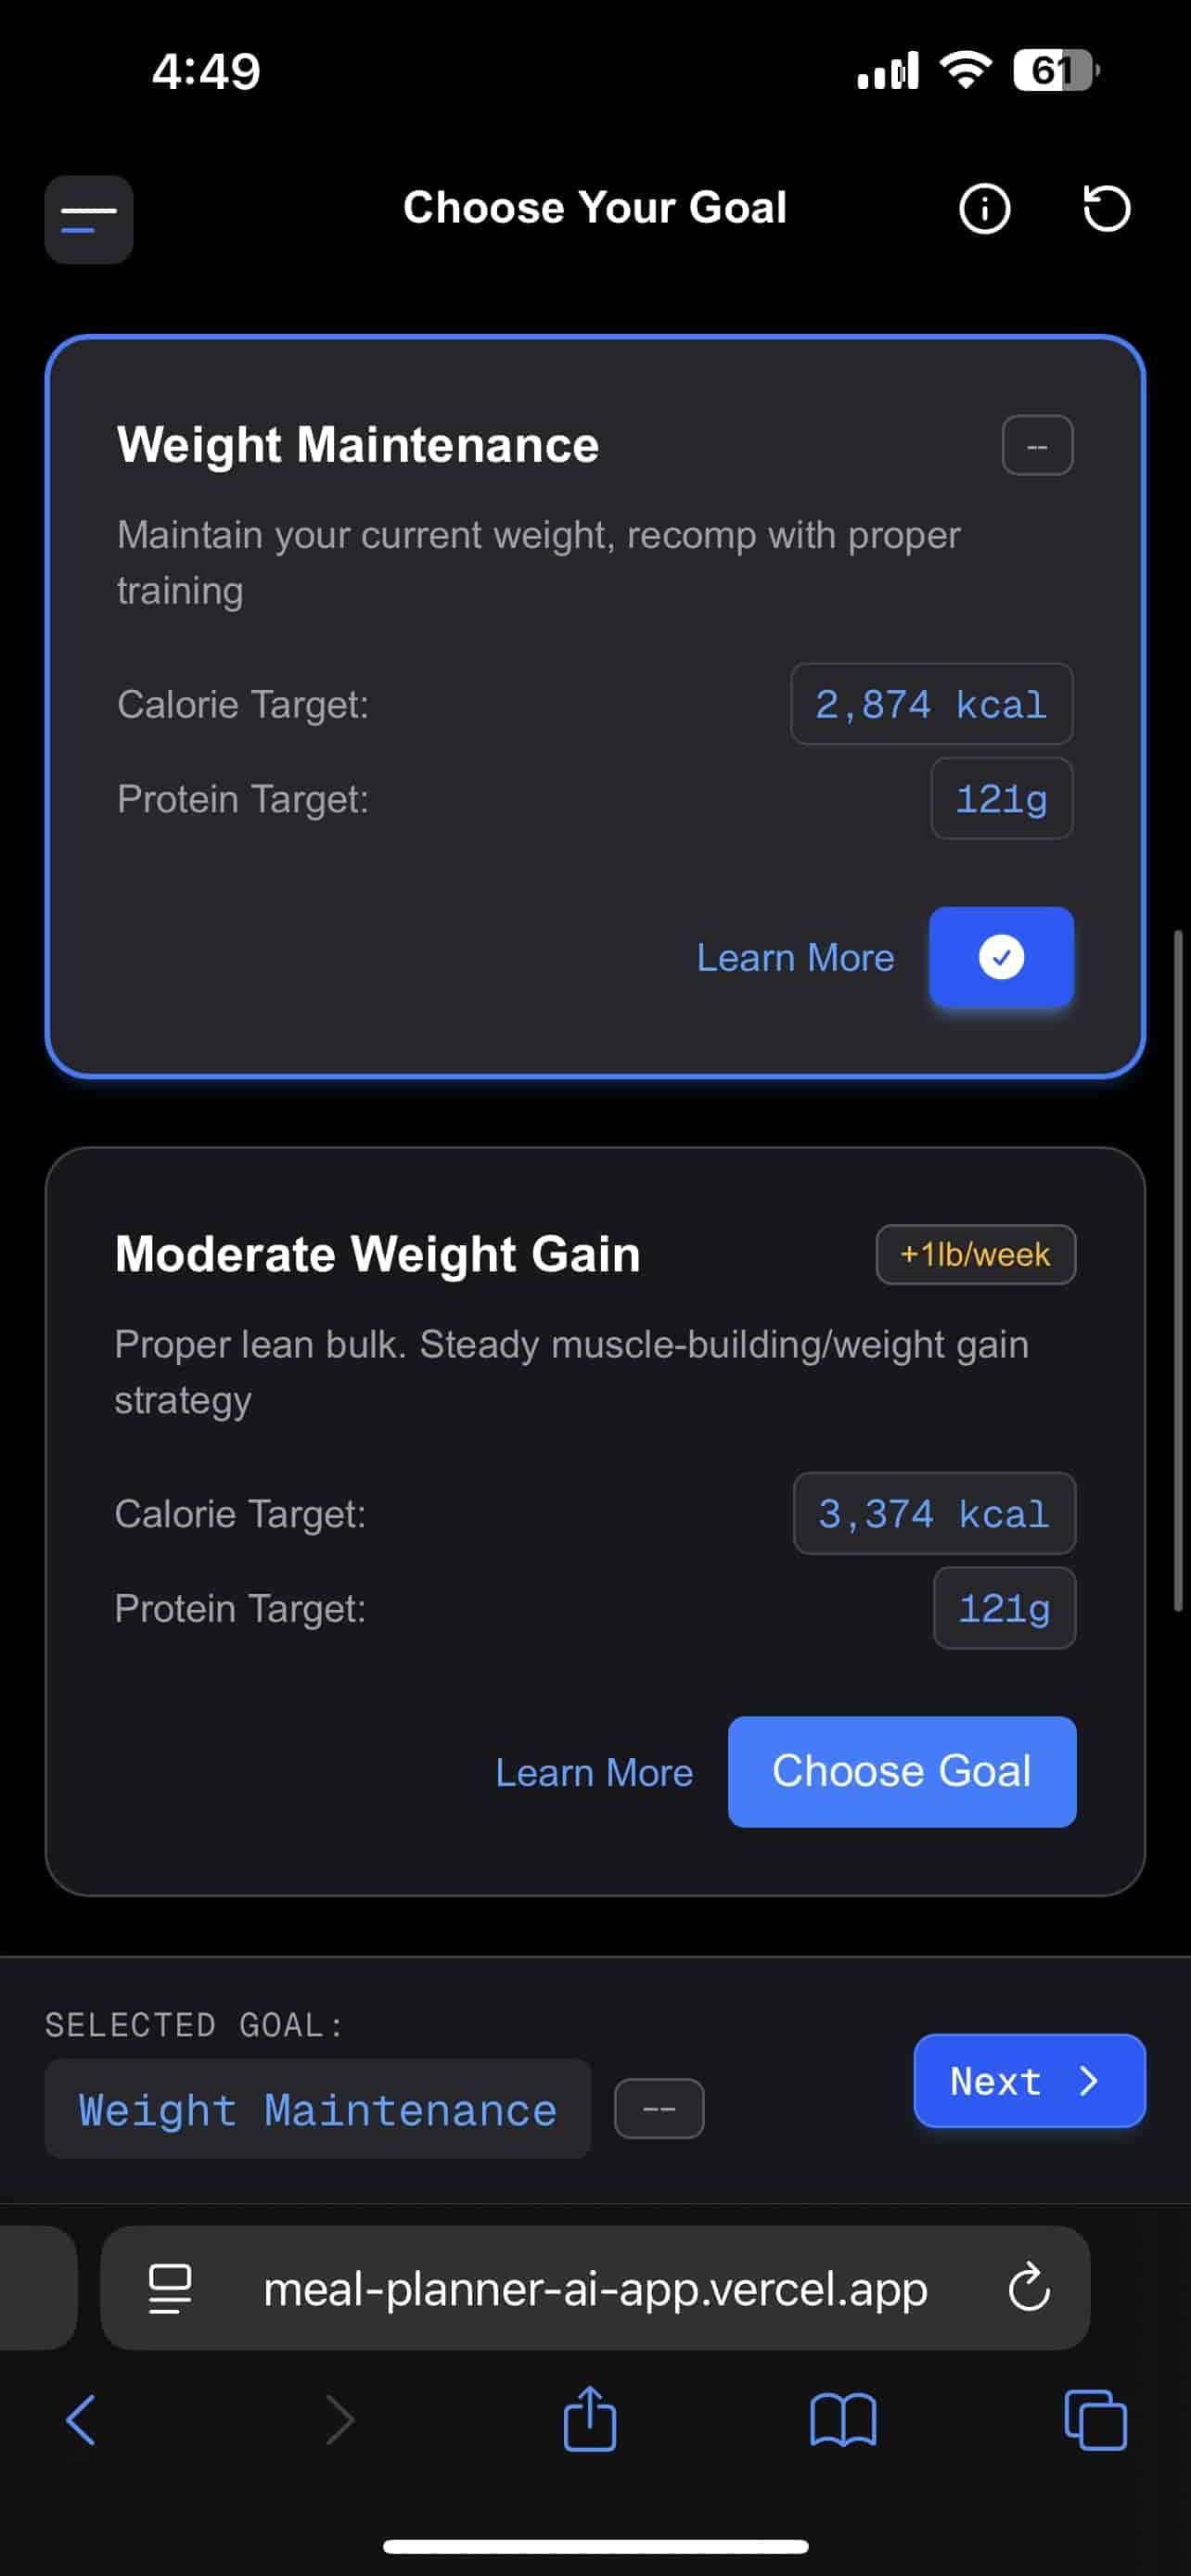 4:49
61
Choose Your Goal
Weight Maintenance
--
Maintain your current weight, recomp with proper
training
Calorie Target:
2,874 kcal
Protein Target:
121g
Learn More
Moderate Weight Gain
+1lb/week
Proper lean bulk. Steady muscle-building/weight gain
strategy
Calorie Target:
3,374 kcal
Protein Target:
121g
Learn More
Choose Goal
SELECTED GOAL:
Weight Maintenance
--
Next
meal-planner-ai-app.vercel.app